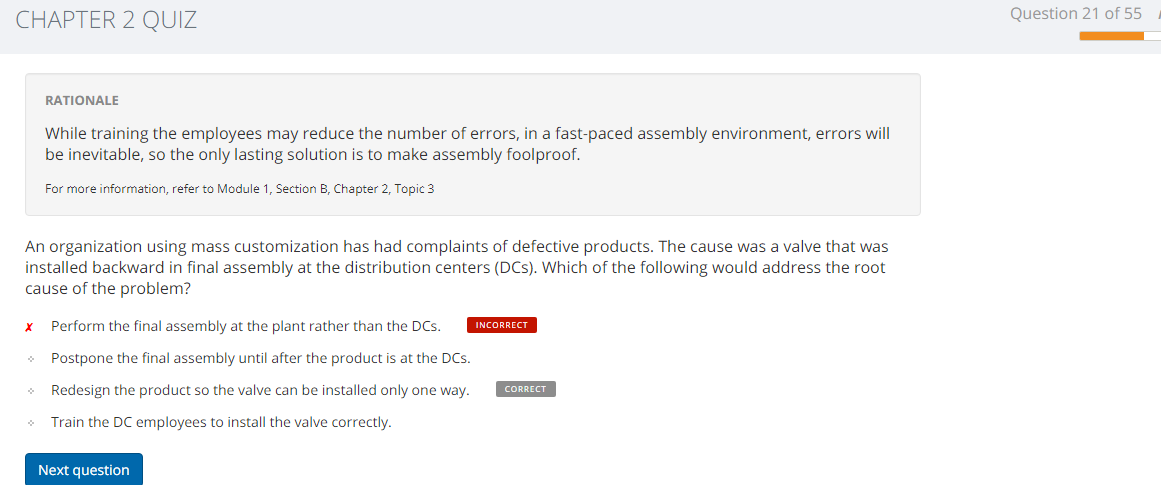 CHAPTER 2 QUIZ
Question 21 of 55
RATIONALE
While training the employees may reduce the number of errors, in a fast-paced assembly environment, errors will
be inevitable, so the only lasting solution is to make assembly foolproof.
For more information, refer to Module 1, Section B, Chapter 2, Topic 3
An organization using mass customization has had complaints of defective products. The cause was a valve that was
installed backward in final assembly at the distribution centers (DCs). Which of the following would address the root
cause of the problem?
✗ Perform the final assembly at the plant rather than the DCs. INCORRECT
Postpone the final assembly until after the product is at the DCs.
Redesign the product so the valve can be installed only one way. CORRECT
Train the DC employees to install the valve correctly.
Next question